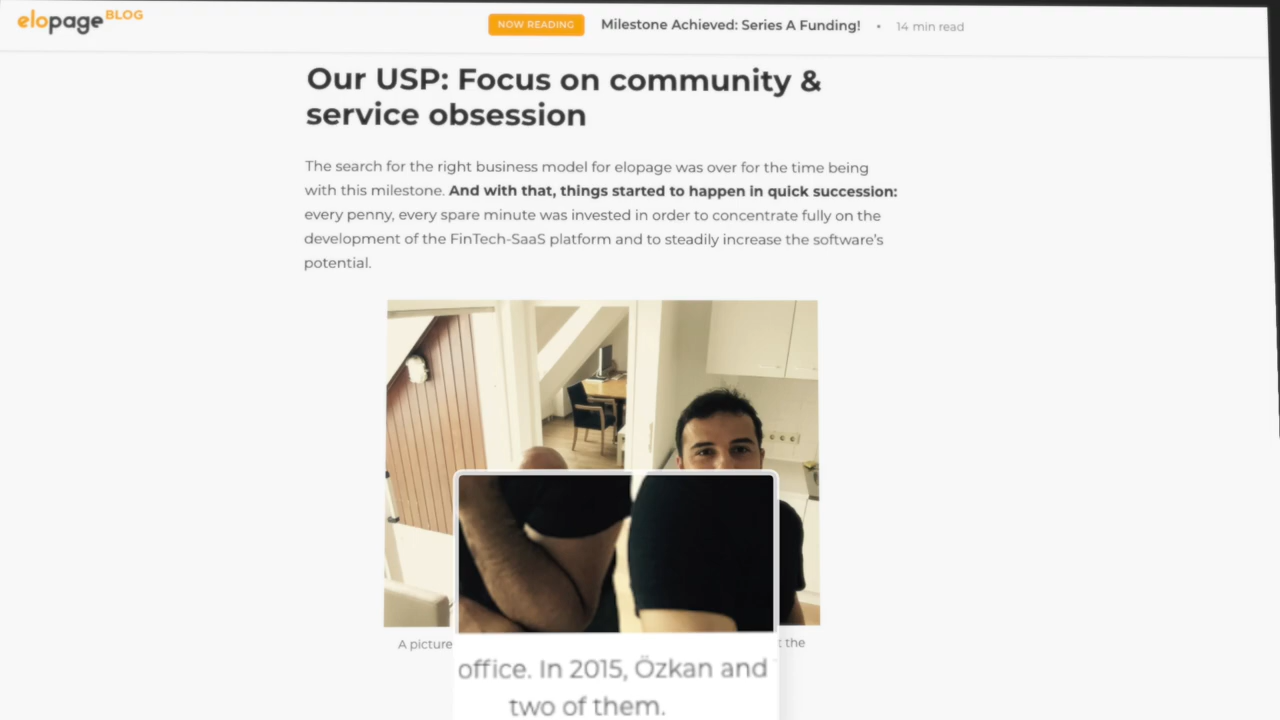 elopage BLOG
NOW READING Milestone Achieved: Series A Funding! • 14 min read
Our USP: Focus on community &
service obsession
The search for the right business model for elopage was over for the time being
with this milestone. And with that, things started to happen in quick succession:
every penny, every spare minute was invested in order to concentrate fully on the
development of the FinTech-SaaS platform and to steadily increase the software's
potential.
A picture the
office. In 2015, Özkan and
two of them.